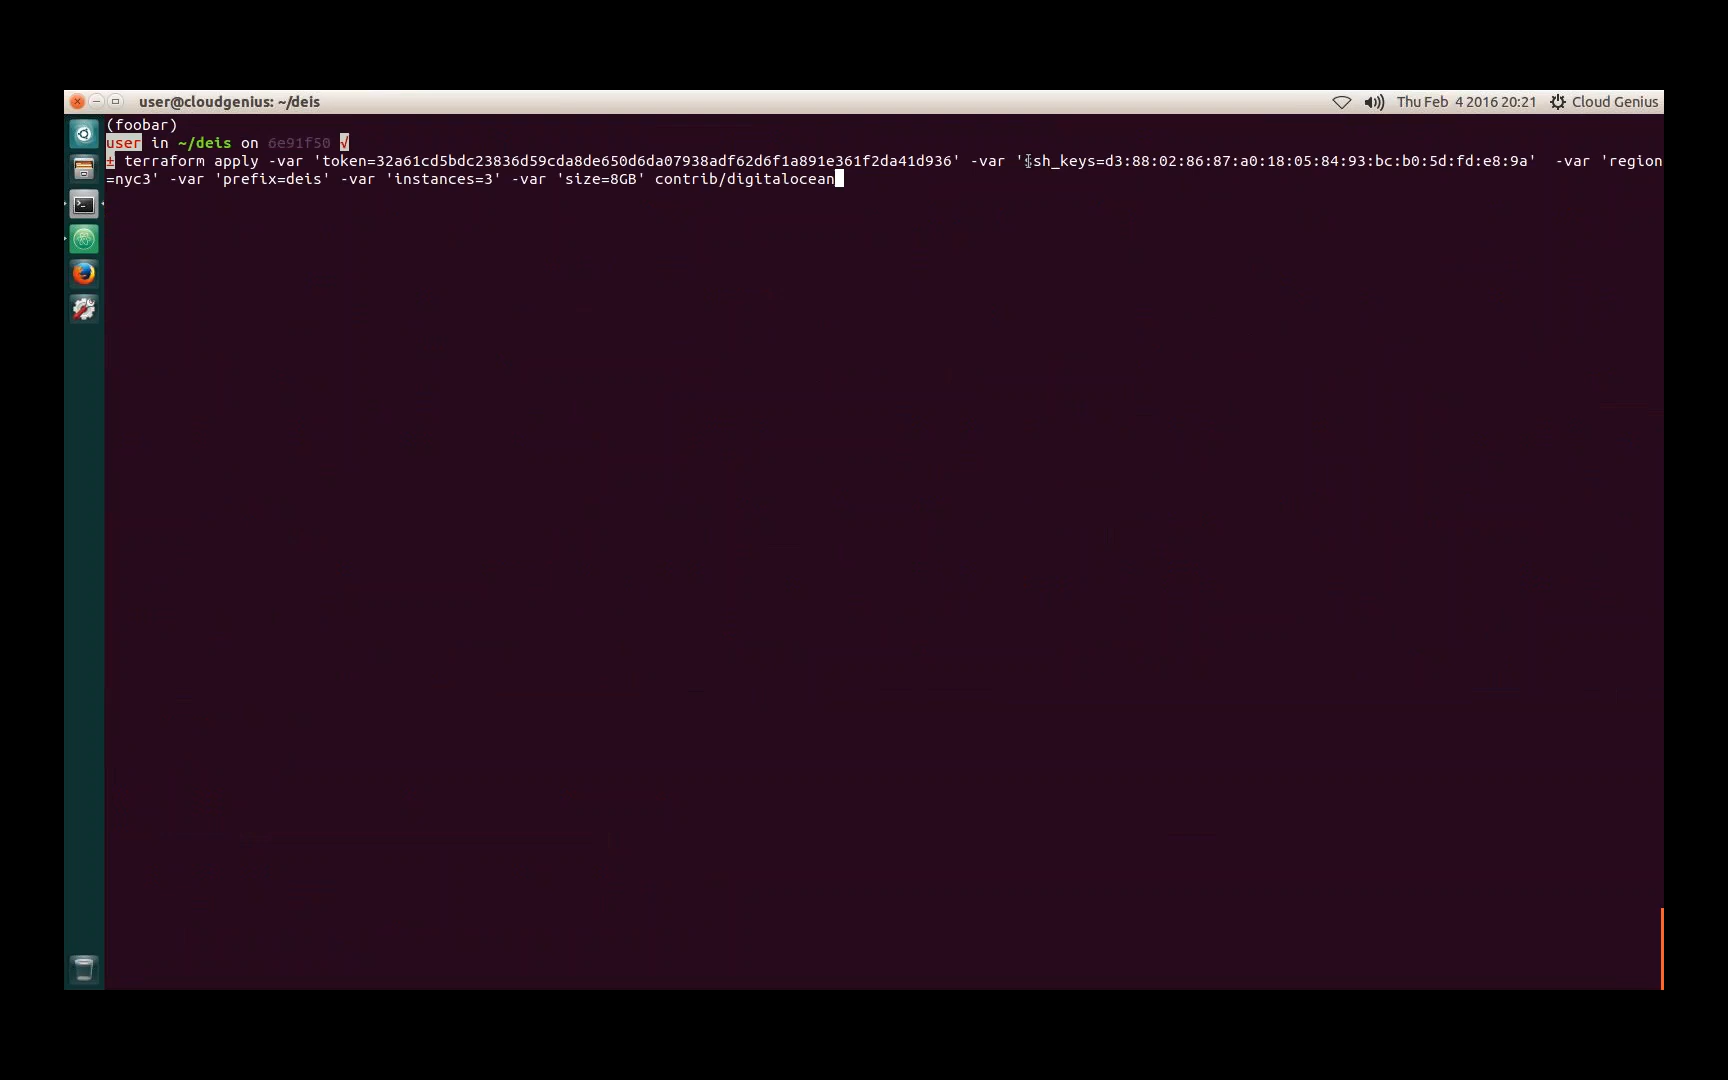 user@cloudgenius: ~/deis
Thu Feb 4 2016 20:21
Cloud Genius
(foobar)
user in ~/deis on 6e91f50 √
± terraform apply -var 'token=32a61cd5bdc23836d59cda8de650d6da07938adf62d6f1a891e361f2da41d936' -var 'ssh_keys=d3:88:02:86:87:a0:18:05:84:93:bc:b0:5d:fd:e8:9a'  -var 'region
=nyc3' -var 'prefix=deis' -var 'instances=3' -var 'size=8GB' contrib/digitalocean